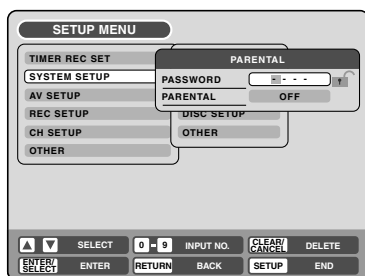 SETUP MENU
TIMER REC SET
SYSTEM SETUP
AV SETUP
REC SETUP
CH SETUP
OTHER
PARENTAL
PASSWORD - - - -
PARENTAL OFF
DISC SETUP
OTHER
▲ ▼ SELECT 0 - 9 INPUT NO. CLEAR/CANCEL DELETE
ENTER/SELECT ENTER RETURN BACK SETUP END